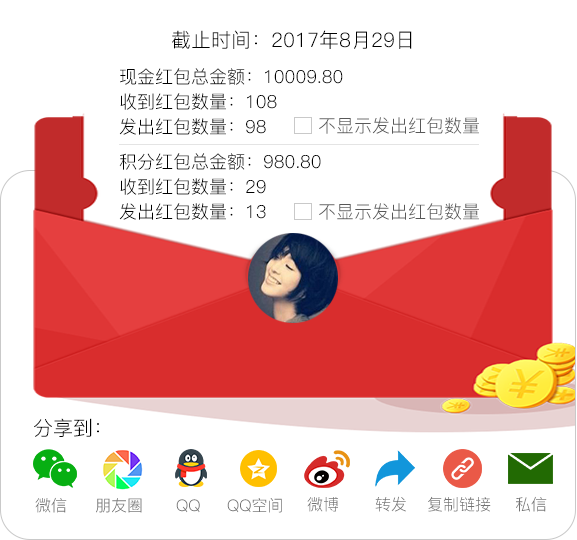 截止时间：2017年8月29日
现金红包总金额：10009.80
收到红包数量：108
发出红包数量：98 不显示发出红包数量
积分红包总金额：980.80
收到红包数量：29
发出红包数量：13 不显示发出红包数量
分享到：
微信 朋友圈 QQ QQ空间 微博 转发 复制链接 私信